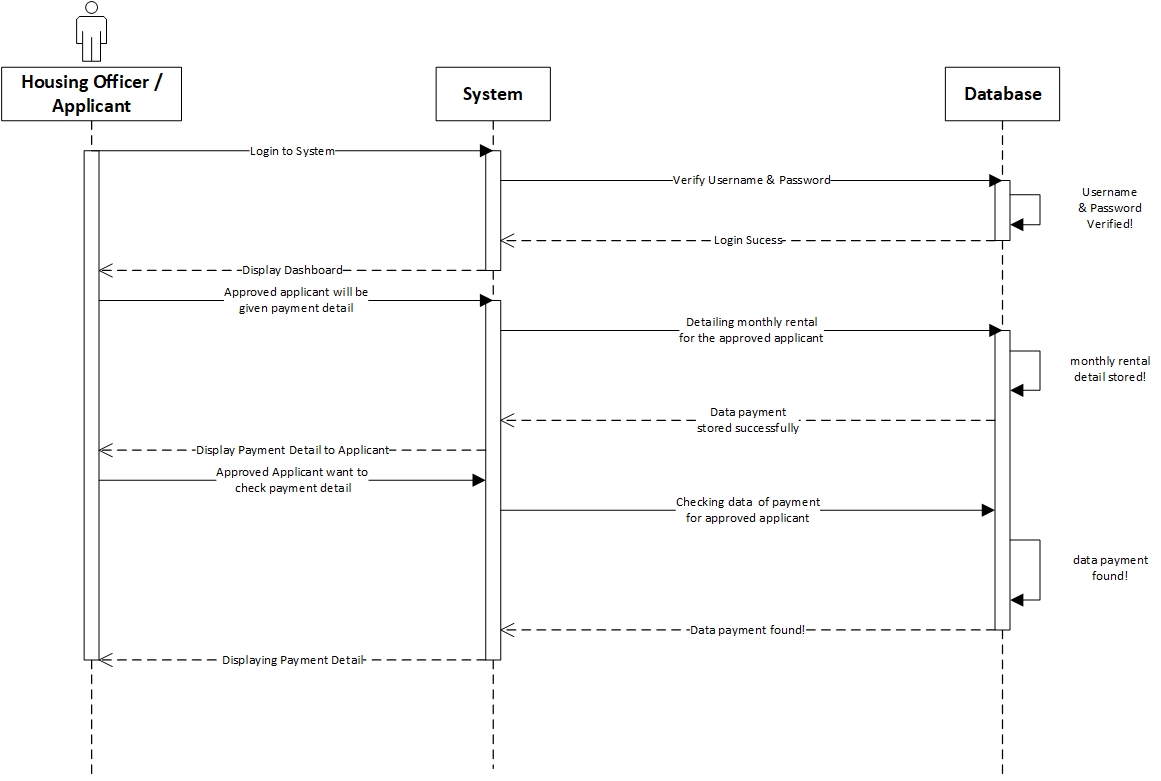 Housing Officer /
Applicant
System
Database
Login to System
Verify Username & Password
Username
& Password
Verified!
Login Sucess
Display Dashboard
Approved applicant will be
given payment detail
Detailing monthly rental
for the approved applicant
monthly rental
detail stored!
Data payment
stored successfully
Display Payment Detail to Applicant
Approved Applicant want to
check payment detail
Checking data of payment
for approved applicant
data payment
found!
Data payment found!
Displaying Payment Detail